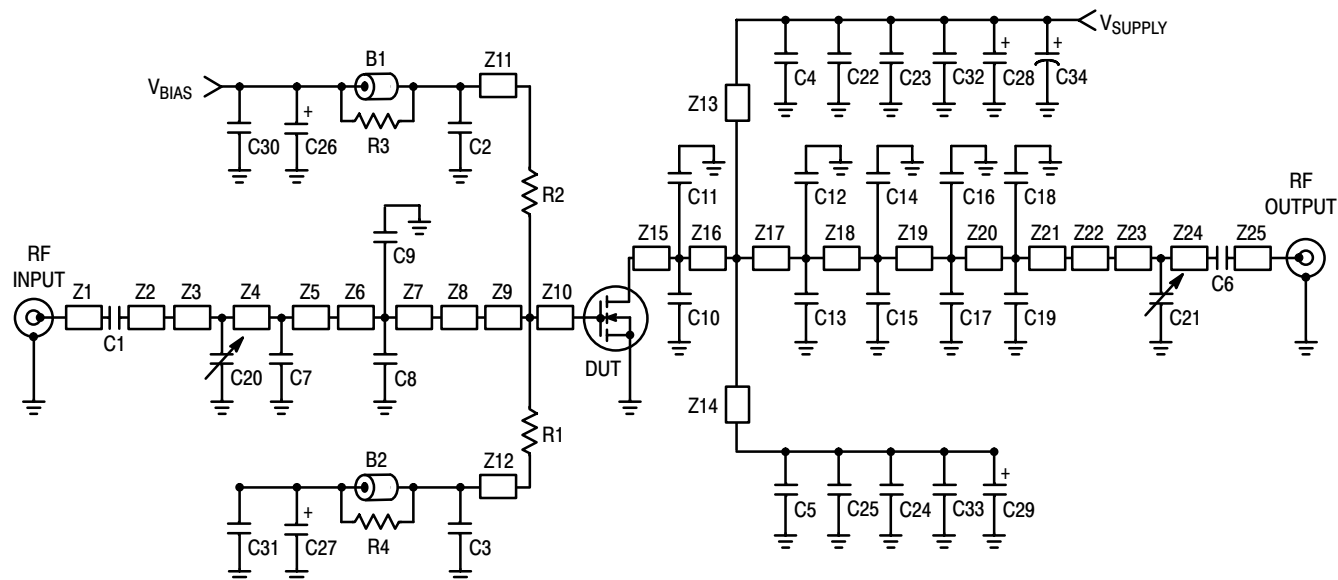 VSUPPLY
B1
Z11
VBIAS
+
R3
C30
C26
C2
Z13
C4
C22
C23
C32
+
C28
+
C34
R2
C11
C12
C14
C16
C18
RF
INPUT
C9
Z15
Z16
Z17
Z18
Z19
Z20
Z21
Z22
Z23
Z24
Z25
RF
OUTPUT
Z1
Z2
Z3
Z4
Z5
Z6
Z7
Z8
Z9
Z10
C1
C6
C20
C7
C8
DUT
C10
C13
C15
C17
C19
C21
Z14
R1
B2
Z12
+
R4
C31
C27
C3
C5
C25
C24
C33
+
C29